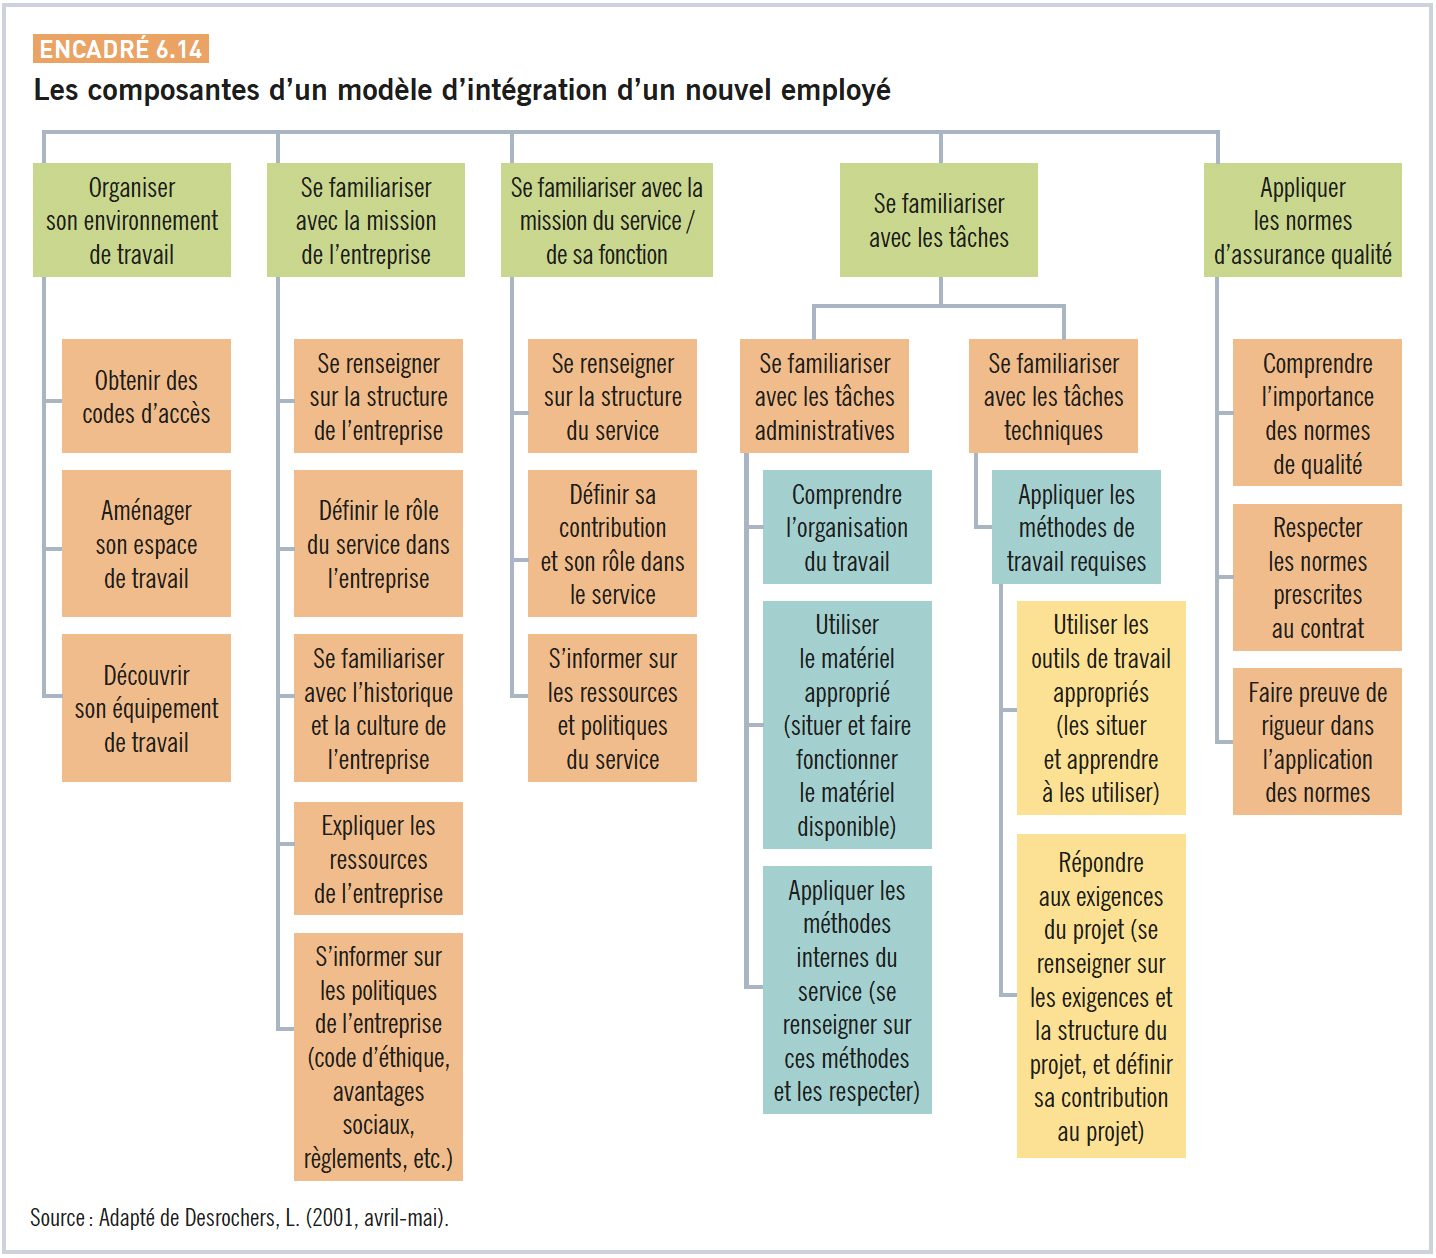 ENCADRÉ 6.14
Les composantes d’un modèle d’intégration d’un nouvel employé
Organiser
son environnement
de travail
Obtenir des
codes d’accès
Aménager
son espace
de travail
Découvrir
son équipement
de travail
Se familiariser
avec la mission
de l’entreprise
Se renseigner
sur la structure
de l’entreprise
Définir le rôle
du service dans
l’entreprise
Se familiariser
avec l’historique
et la culture de
l’entreprise
Expliquer les
ressources
de l’entreprise
S’informer sur
les politiques
de l’entreprise
(code d’éthique,
avantages
sociaux,
règlements, etc.)
Se familiariser avec la
mission du service /
de sa fonction
Se renseigner
sur la structure
du service
Définir sa
contribution
et son rôle dans
le service
S’informer sur
les ressources
et politiques
du service
Se familiariser
avec les tâches
Se familiariser
avec les tâches
administratives
Comprendre
l’organisation
du travail
Utiliser
le matériel
approprié
(situer et faire
fonctionner
le matériel
disponible)
Appliquer les
méthodes
internes du
service (se
renseigner sur
ces méthodes
et les respecter)
Se familiariser
avec les tâches
techniques
Appliquer les
méthodes de
travail requises
Utiliser les
outils de travail
appropriés
(les situer
et apprendre
à les utiliser)
Répondre
aux exigences
du projet (se
renseigner sur
les exigences et
la structure du
projet, et définir
sa contribution
au projet)
Appliquer
les normes
d’assurance qualité
Comprendre
l’importance
des normes
de qualité
Respecter
les normes
prescrites
au contrat
Faire preuve de
rigueur dans
l’application
des normes
Source : Adapté de Desrochers, L. (2001, avril-mai).